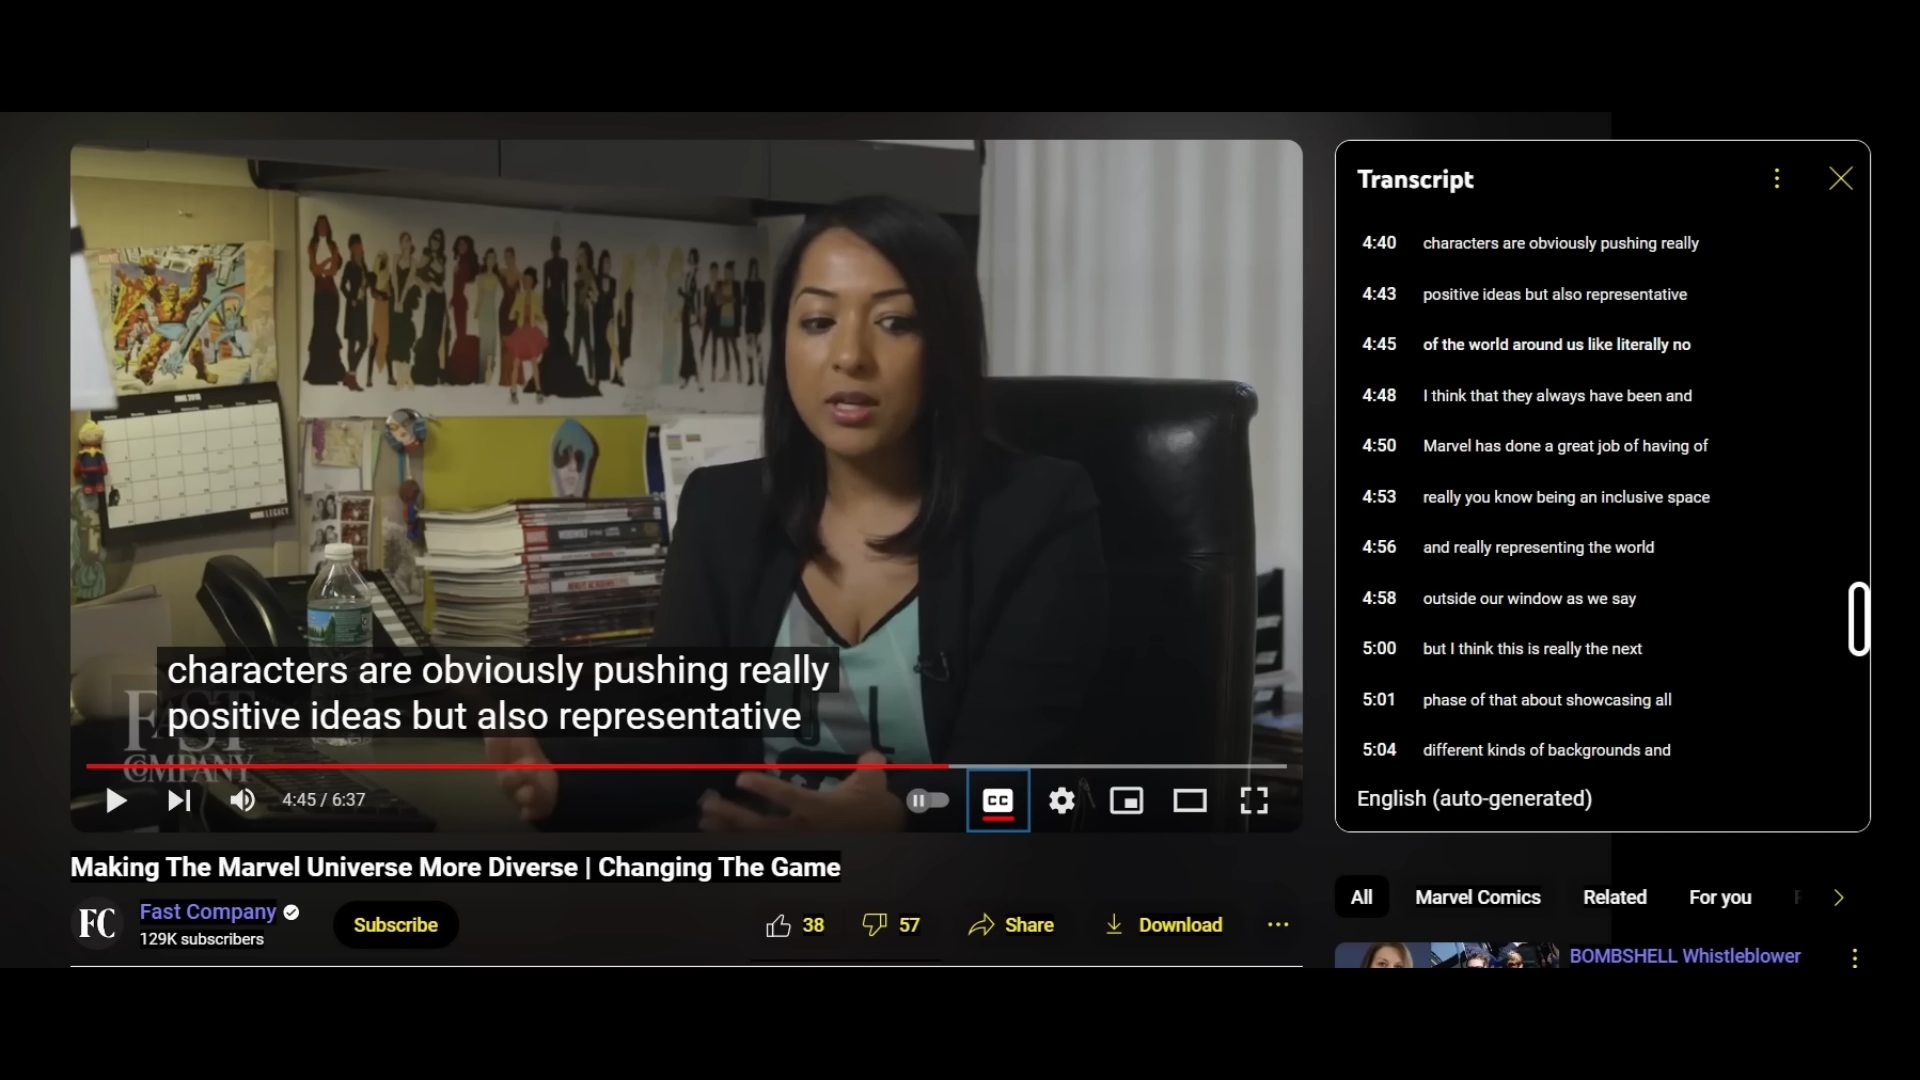 characters are obviously pushing really
positive ideas but also representative
FAST
COMPANY
4:45 / 6:37
CC
Making The Marvel Universe More Diverse | Changing The Game
FC
Fast Company
129K subscribers
Subscribe
38
57
Share
Download
Transcript
4:40 characters are obviously pushing really
4:43 positive ideas but also representative
4:45 of the world around us like literally no
4:48 I think that they always have been and
4:50 Marvel has done a great job of having of
4:53 really you know being an inclusive space
4:56 and really representing the world
4:58 outside our window as we say
5:00 but I think this is really the next
5:01 phase of that about showcasing all
5:04 different kinds of backgrounds and
English (auto-generated)
All
Marvel Comics
Related
For you
BOMBSHELL Whistleblower